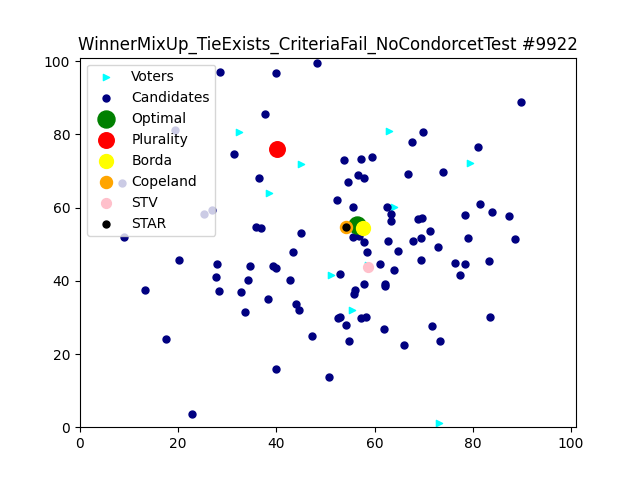 WinnerMixUp_TieExists_CriteriaFail_NoCondorcetTest #9922
100
80
60
40
20
0
Voters
Candidates
Optimal
Plurality
Borda
Copeland
STV
STAR
0 20 40 60 80 100